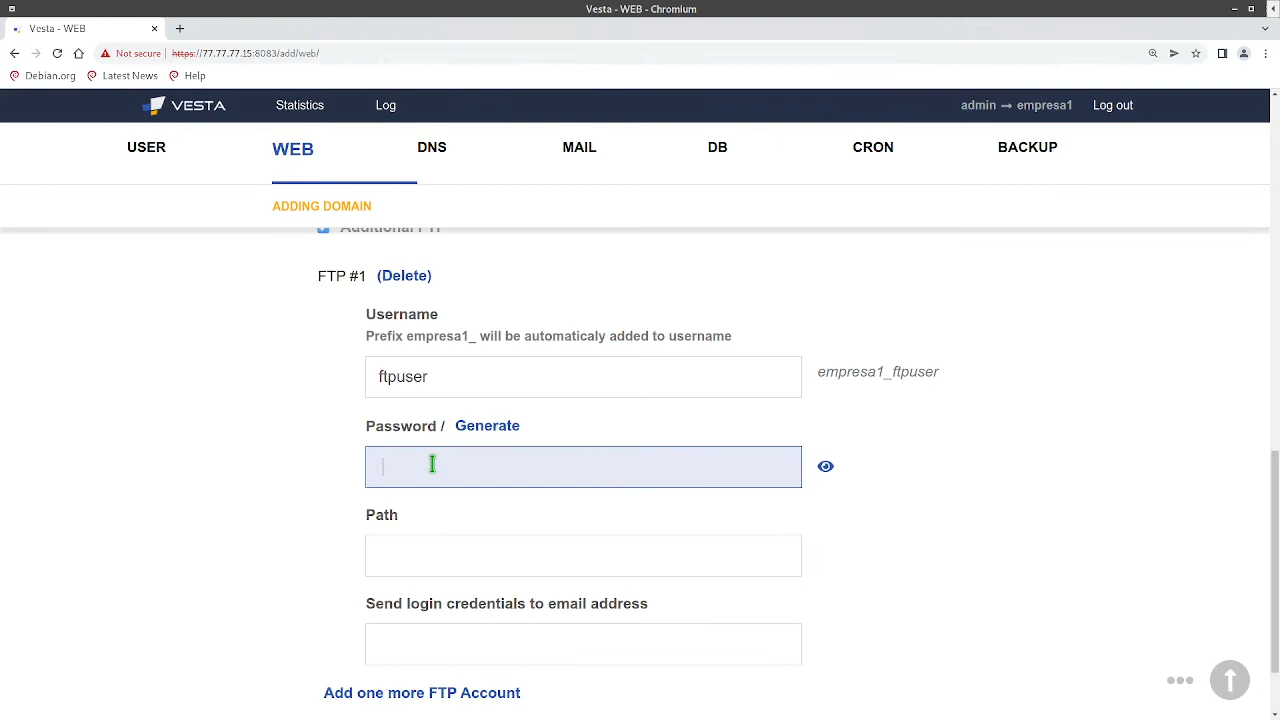 Vesta - WEB - Chromium
Vesta - WEB
Not secure https://77.77.77.15:8083/add/web/
Debian.org Latest News Help
VESTA Statistics Log admin → empresa1 Log out
USER WEB DNS MAIL DB CRON BACKUP
ADDING DOMAIN
Additional FTP
FTP #1 (Delete)
Username
Prefix empresa1_ will be automaticaly added to username
ftpuser empresa1_ftpuser
Password / Generate
Path
Send login credentials to email address
Add one more FTP Account